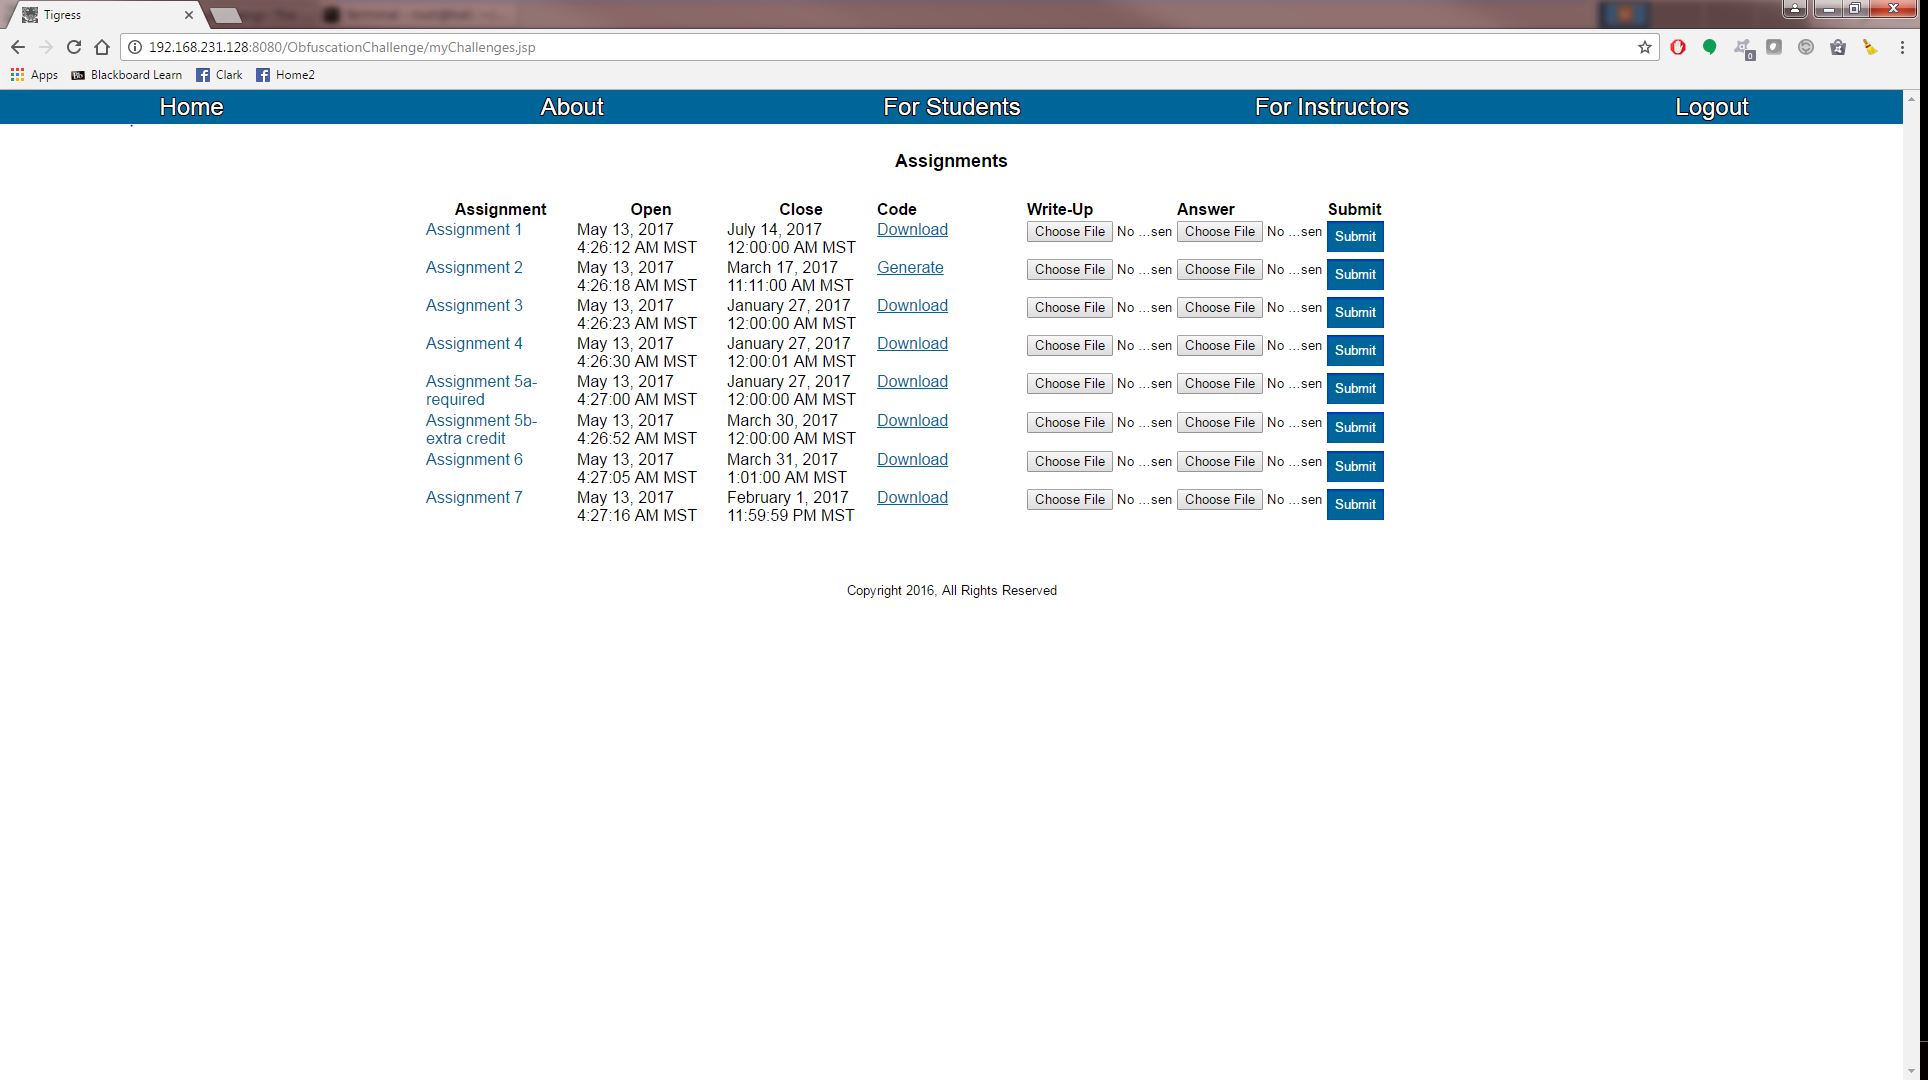 Tigress
192.168.231.128:8080/ObfuscationChallenge/myChallenges.jsp
0
Apps Bb Blackboard Learn Clark Home2
Home About For Students For Instructors Logout
Assignments
Assignment Open Close Code Write-Up Answer Submit
Assignment 1 May 13, 2017 July 14, 2017 Download Choose File No ...sen Choose File No ...sen Submit
4:26:12 AM MST 12:00:00 AM MST
Assignment 2 May 13, 2017 March 17, 2017 Generate Choose File No ...sen Choose File No ...sen Submit
4:26:18 AM MST 11:11:00 AM MST
Assignment 3 May 13, 2017 January 27, 2017 Download Choose File No ...sen Choose File No ...sen Submit
4:26:23 AM MST 12:00:00 AM MST
Assignment 4 May 13, 2017 January 27, 2017 Download Choose File No ...sen Choose File No ...sen Submit
4:26:30 AM MST 12:00:01 AM MST
Assignment 5a- May 13, 2017 January 27, 2017 Download Choose File No ...sen Choose File No ...sen Submit
required 4:27:00 AM MST 12:00:00 AM MST
Assignment 5b- May 13, 2017 March 30, 2017 Download Choose File No ...sen Choose File No ...sen Submit
extra credit 4:26:52 AM MST 12:00:00 AM MST
Assignment 6 May 13, 2017 March 31, 2017 Download Choose File No ...sen Choose File No ...sen Submit
4:27:05 AM MST 1:01:00 AM MST
Assignment 7 May 13, 2017 February 1, 2017 Download Choose File No ...sen Choose File No ...sen Submit
4:27:16 AM MST 11:59:59 PM MST
Copyright 2016, All Rights Reserved